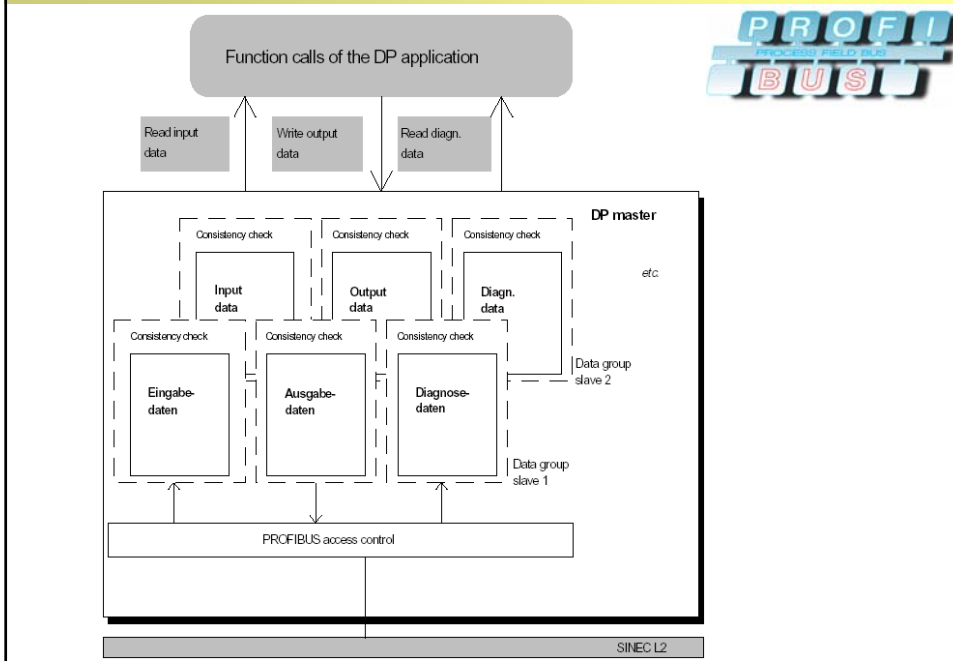 PROFI
PROCESS FIELD BUS
BUS
Function calls of the DP application
Read input
data
Write output
data
Read diagn.
data
DP master
Consistency check
Consistency check
Consistency check
etc.
Input
data
Output
data
Diagn.
data
Consistency check
Consistency check
Consistency check
Data group
slave 2
Eingabe-
daten
Ausgabe-
daten
Diagnose-
daten
Data group
slave 1
PROFIBUS access control
SINEC L2